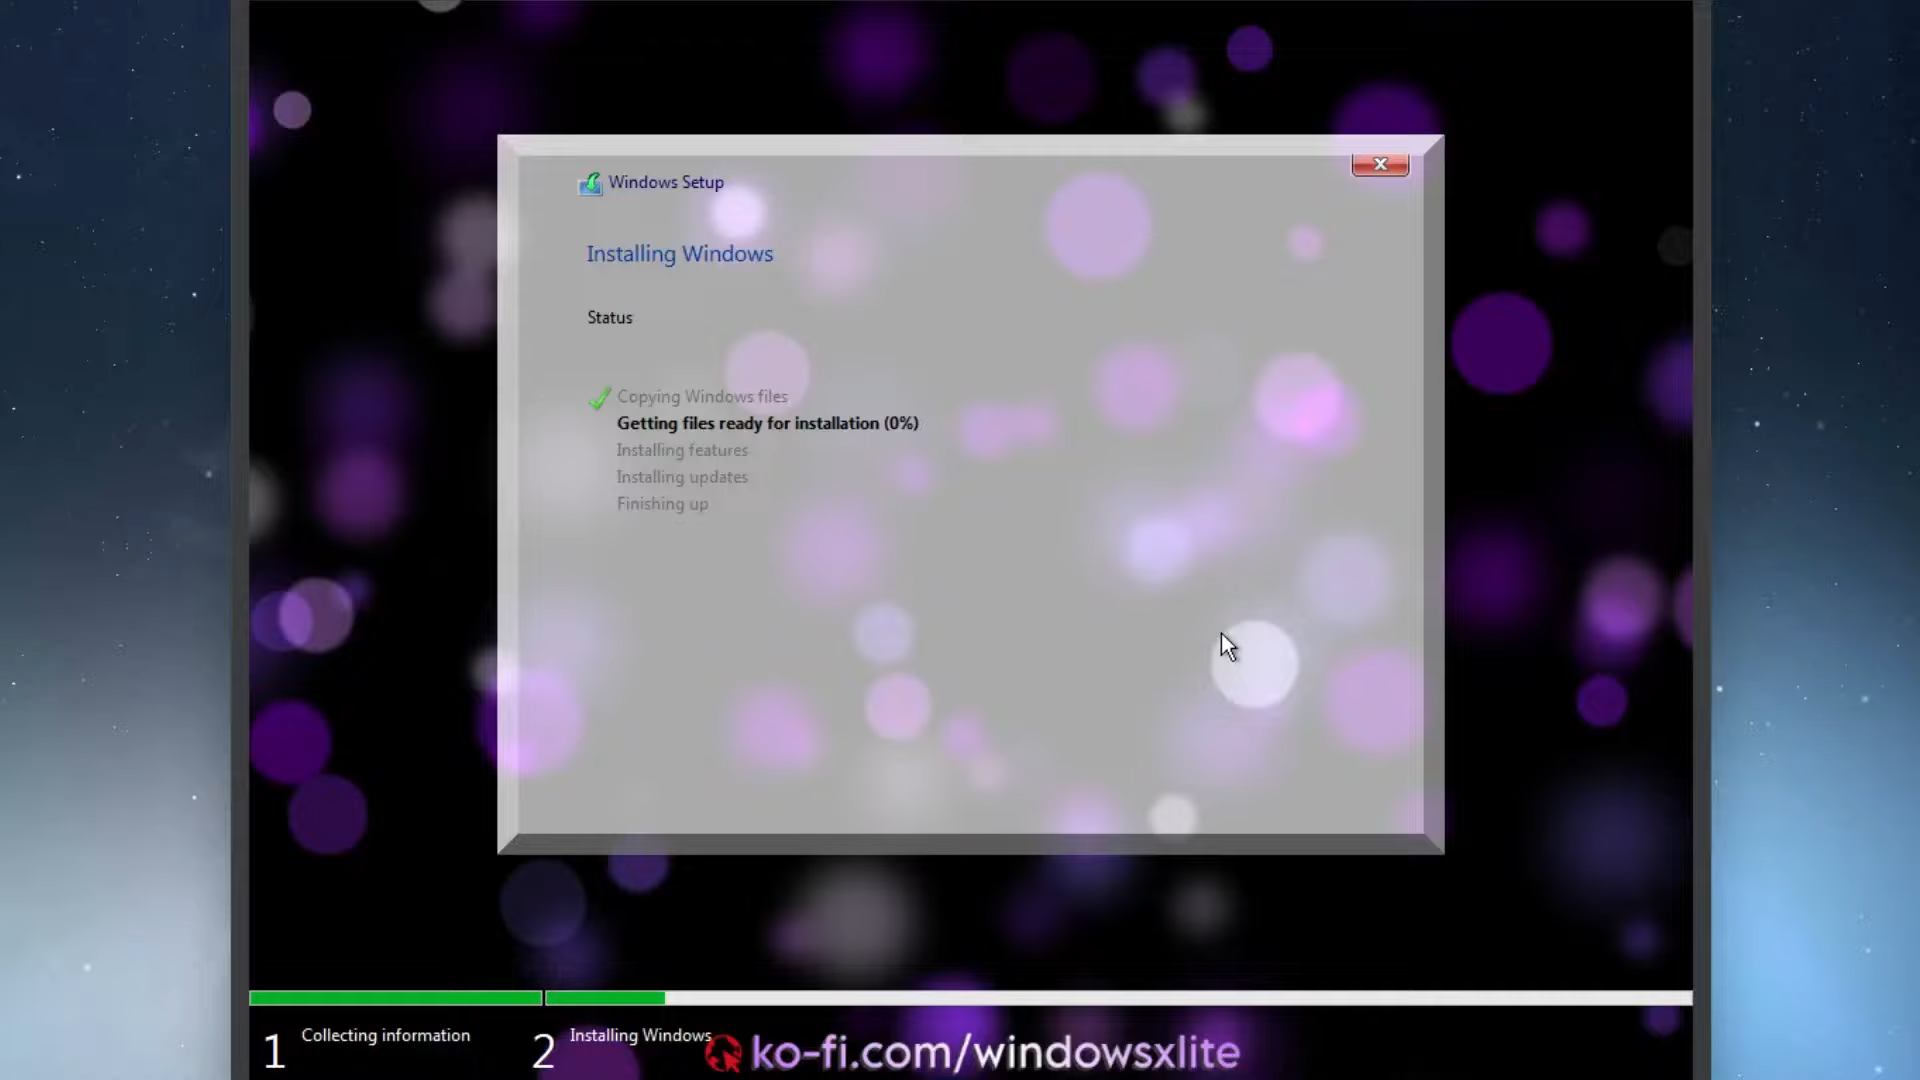 Windows Setup
Installing Windows
Status
Copying Windows files
Getting files ready for installation (0%)
Installing features
Installing updates
Finishing up
1 Collecting information
2 Installing Windows
ko-fi.com/windowsxlite